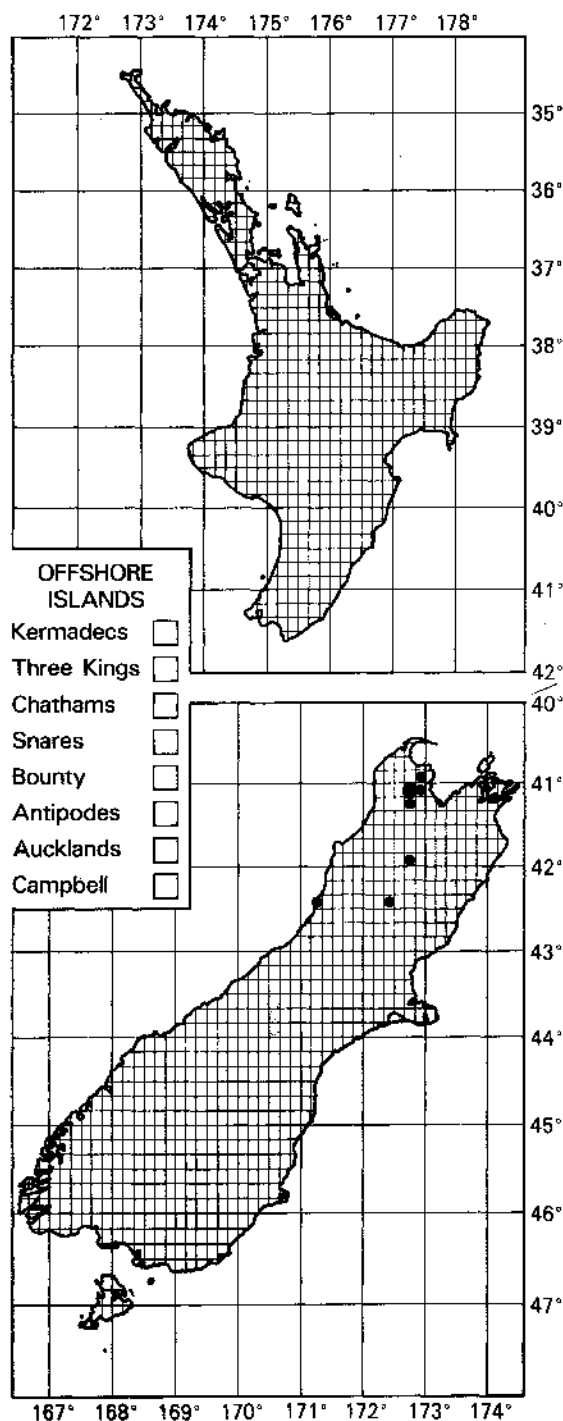 172° 173° 174° 175° 176° 177° 178°
35°
36°
37°
38°
39°
40°
41°
42°
OFFSHORE
ISLANDS
Kermadecs
Three Kings
Chathams
Snares
Bounty
Antipodes
Aucklands
Campbell
40°
41°
42°
43°
44°
45°
46°
47°
167° 168° 169° 170° 171° 172° 173° 174°